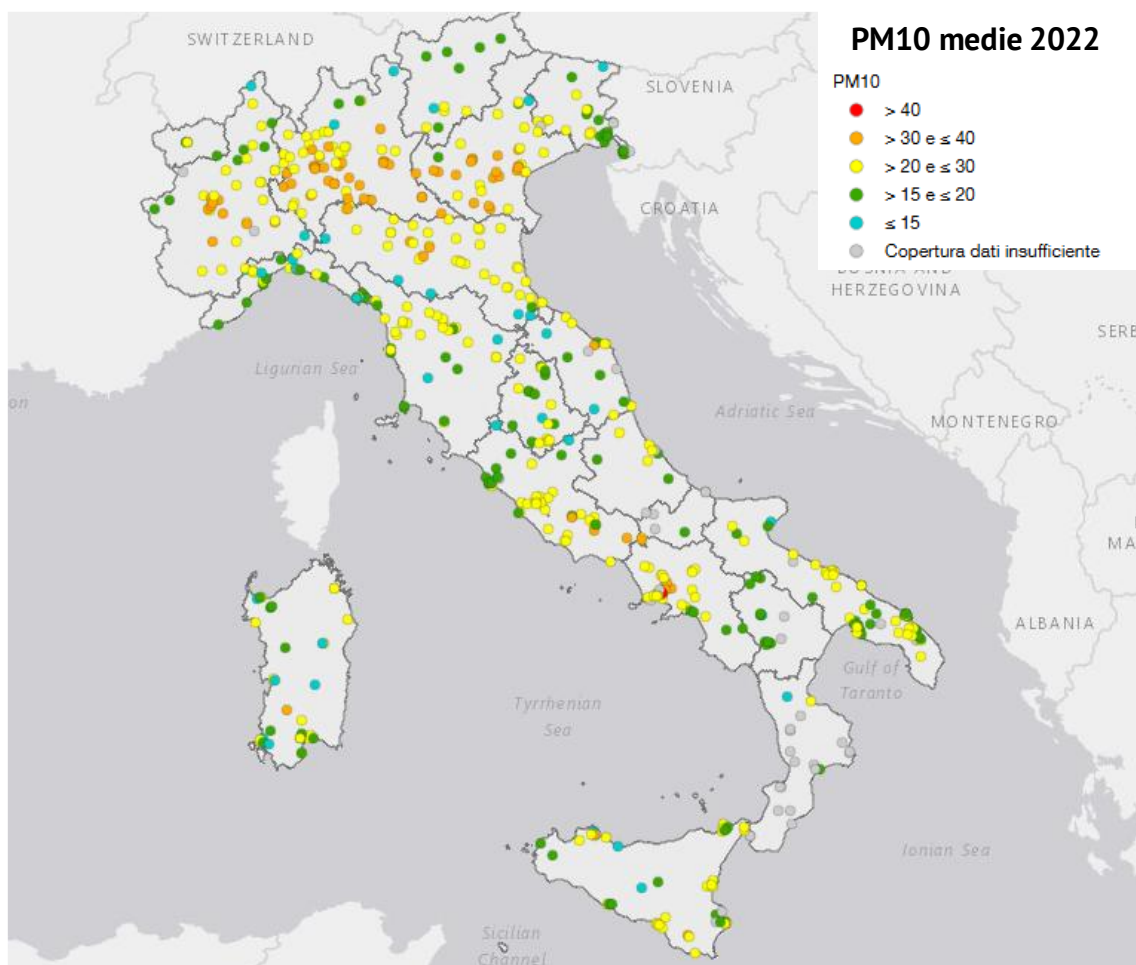 PM10 medie 2022
PM10
> 40
> 30 e ≤ 40
> 20 e ≤ 30
> 15 e ≤ 20
≤ 15
Copertura dati insufficiente
SWITZERLAND
SLOVENIA
CROATIA
BOSNIA AND
HERZEGOVINA
SERB
Ligurian Sea
on
Adriatic Sea
MONTENEGRO
MA
ALBANIA
Gulf of
Taranto
Tyrrhenian
Sea
Ionian Sea
Sicilian
Channel